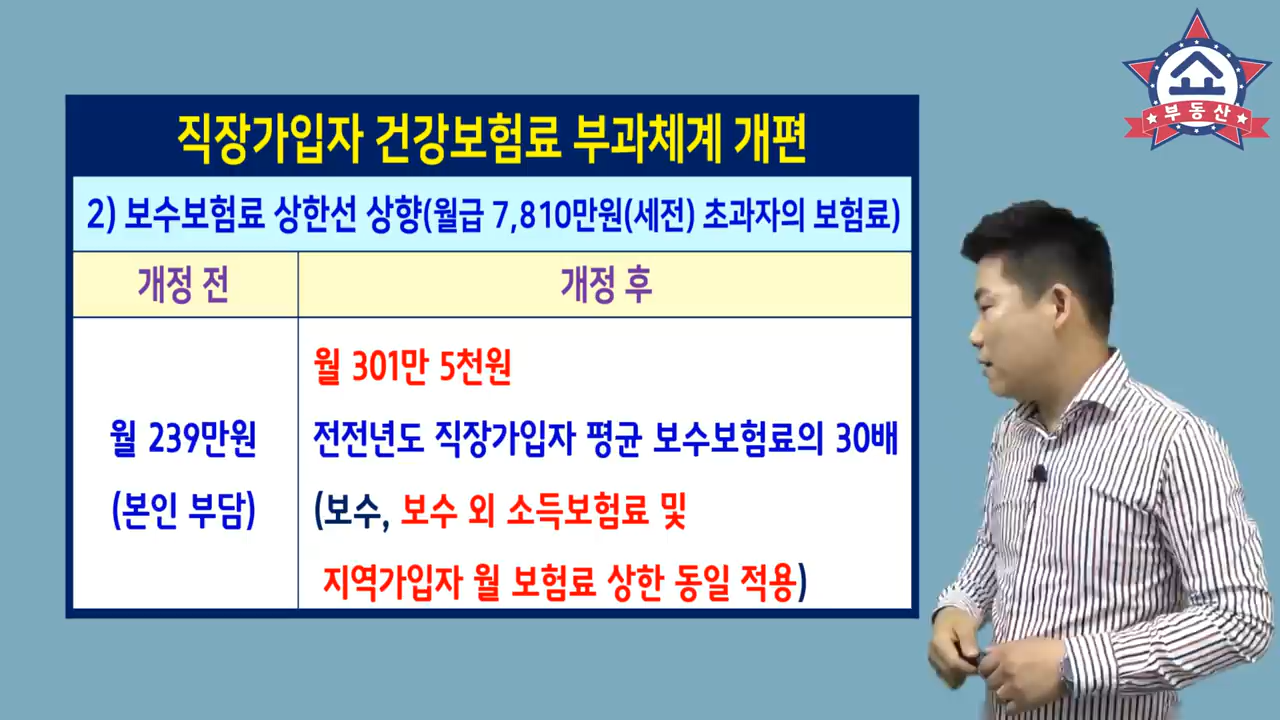 쇼
부동산
직장가입자 건강보험료 부과체계 개편
2) 보수보험료 상한선 상향(월급 7,810만원(세전) 초과자의 보험료)
개정 전
개정 후
월 239만원
(본인 부담)
월 301만 5천원
전전년도 직장가입자 평균 보수보험료의 30배
(보수, 보수 외 소득보험료 및
지역가입자 월 보험료 상한 동일 적용)